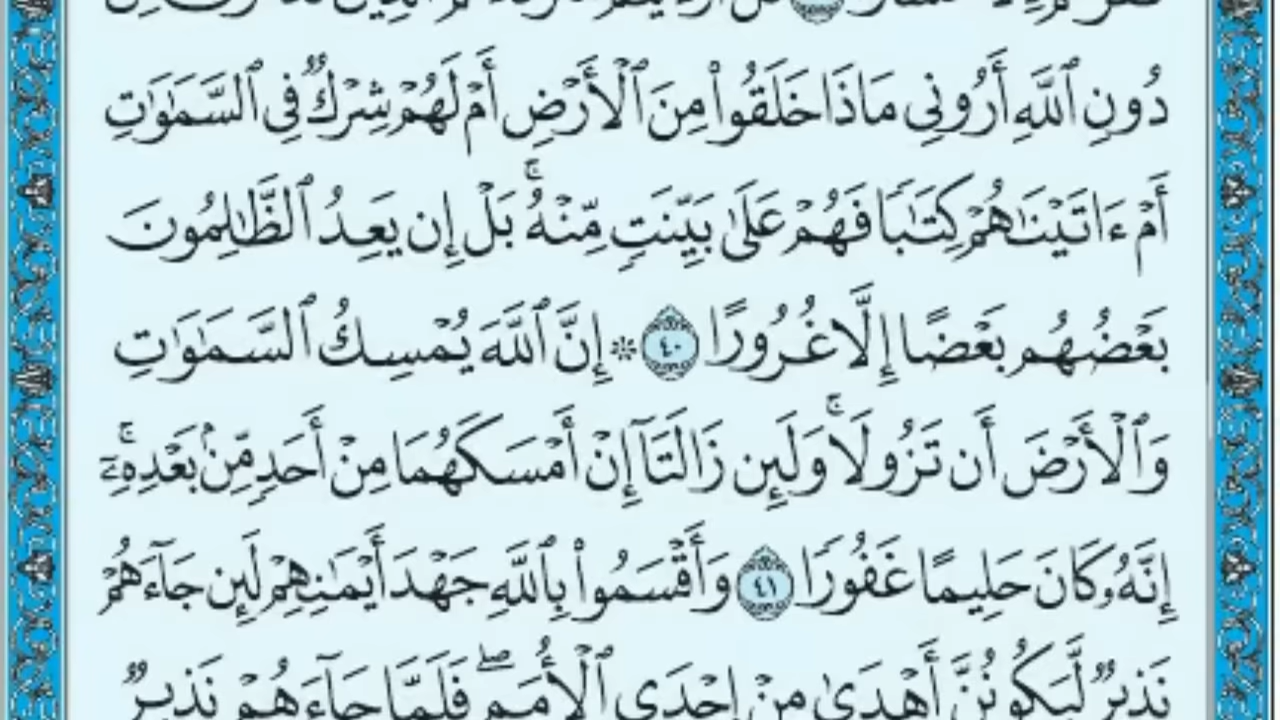 دُونِ ٱللَّهِ أَرُونِى مَاذَا خَلَقُوا۟ مِنَ ٱلْأَرْضِ أَمْ لَهُمْ شِرْكٌ فِى ٱلسَّمَٰوَٰتِ
أَمْ ءَاتَيْنَٰهُمْ كِتَٰبًا فَهُمْ عَلَىٰ بَيِّنَتٍ مِّنْهُ ۚ بَلْ إِن يَعِدُ ٱلظَّٰلِمُونَ
بَعْضُهُم بَعْضًا إِلَّا غُرُورًا ٤٠ * إِنَّ ٱللَّهَ يُمْسِكُ ٱلسَّمَٰوَٰتِ
وَٱلْأَرْضَ أَن تَزُولَا ۚ وَلَئِن زَالَتَآ إِنْ أَمْسَكَهُمَا مِنْ أَحَدٍ مِّنۢ بَعْدِهِۦٓ ۚ
إِنَّهُۥ كَانَ حَلِيمًا غَفُورًا ٤١ وَأَقْسَمُوا۟ بِٱللَّهِ جَهْدَ أَيْمَٰنِهِمْ لَئِن جَآءَهُمْ
نَذِيرٌ لَّيَكُونُنَّ أَهْدَىٰ مِنْ إِحْدَى ٱلْأُمَمِ ۖ فَلَمَّا جَآءَهُمْ نَذِيرٌ